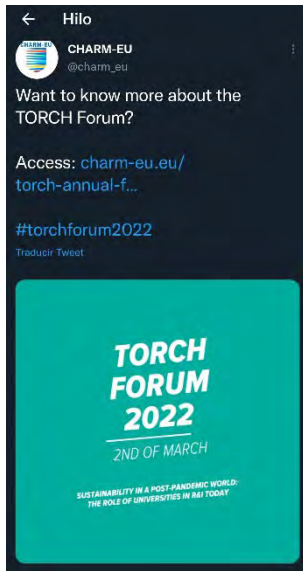 Hilo
CHARM-EU
CHARM-EU
@charm_eu
Want to know more about the
TORCH Forum?
Access: charm-eu.eu/
torch-annual-f...
#torchforum2022
Traducir Tweet
TORCH
FORUM
2022
2ND OF MARCH
SUSTAINABILITY IN A POST-PANDEMIC WORLD:
THE ROLE OF UNIVERSITIES IN R&I TODAY